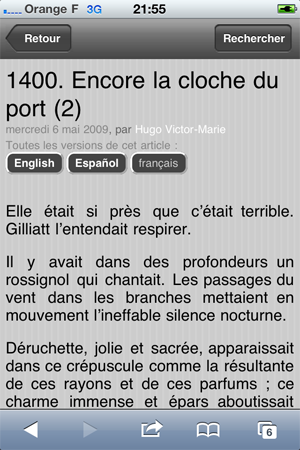 Orange F 3G 21:55
Retour Rechercher
1400. Encore la cloche du
port (2)
mercredi 6 mai 2009, par Hugo Victor-Marie
Toutes les versions de cet article :
English Español français
Elle était si près que c'était terrible.
Gilliatt l'entendait respirer.
Il y avait dans des profondeurs un
rossignol qui chantait. Les passages du
vent dans les branches mettaient en
mouvement l'ineffable silence nocturne.
Déruchette, jolie et sacrée, apparaissait
dans ce crépuscule comme la résultante
de ces rayons et de ces parfums ; ce
charme immense et épars aboutissait
6